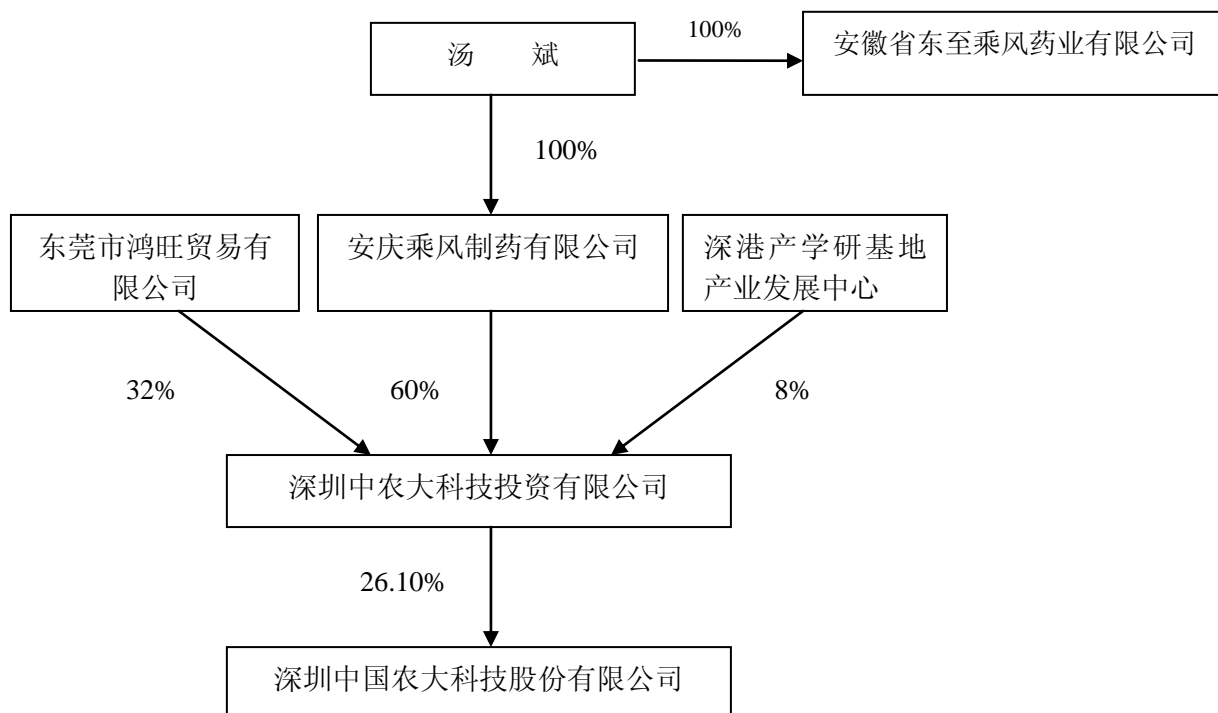 汤 斌
100%
安徽省东至乘风药业有限公司
100%
东莞市鸿旺贸易有
限公司
安庆乘风制药有限公司
深港产学研基地
产业发展中心
32%
60%
8%
深圳中农大科技投资有限公司
26.10%
深圳中国农大科技股份有限公司